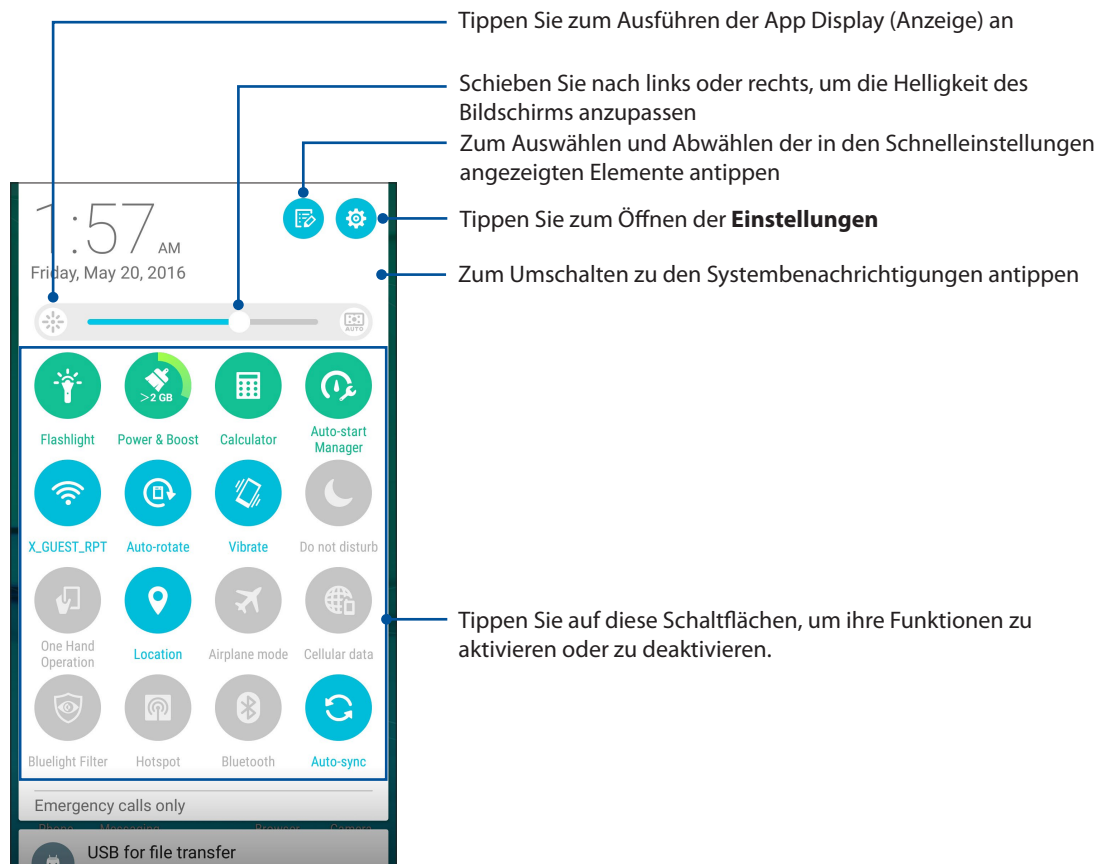 Tippen Sie zum Ausführen der App Display (Anzeige) an
Schieben Sie nach links oder rechts, um die Helligkeit des
Bildschirms anzupassen
Zum Auswählen und Abwählen der in den Schnelleinstellungen
angezeigten Elemente antippen
Tippen Sie zum Öffnen der Einstellungen
Zum Umschalten zu den Systembenachrichtigungen antippen
1:57 AM
Friday, May 20, 2016
AUTO
>2 GB
Flashlight
Power & Boost
Calculator
Auto-start
Manager
X_GUEST_RPT
Auto-rotate
Vibrate
Do not disturb
One Hand
Operation
Location
Airplane mode
Cellular data
Tippen Sie auf diese Schaltflächen, um ihre Funktionen zu
aktivieren oder zu deaktivieren.
Bluelight Filter
Hotspot
Bluetooth
Auto-sync
Emergency calls only
Phone
Messaging
Browser
Camera
USB for file transfer